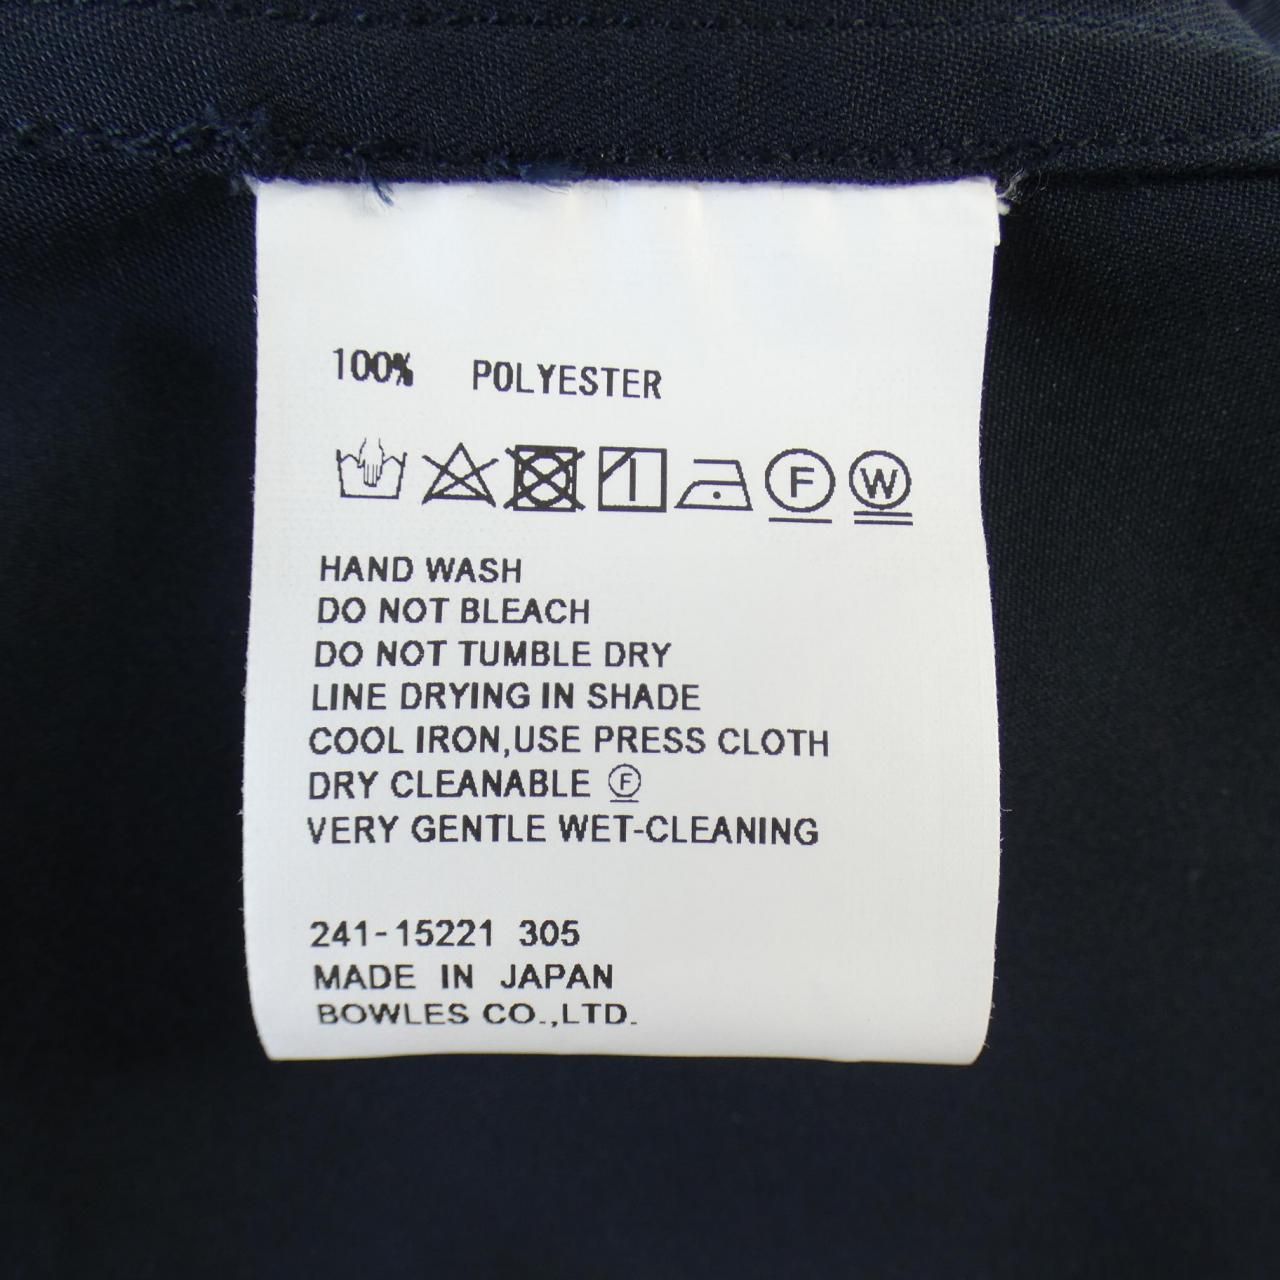 100% POLYESTER
F W
HAND WASH
DO NOT BLEACH
DO NOT TUMBLE DRY
LINE DRYING IN SHADE
COOL IRON,USE PRESS CLOTH
DRY CLEANABLE Ⓕ
VERY GENTLE WET-CLEANING
241-15221 305
MADE IN JAPAN
BOWLES CO.,LTD.